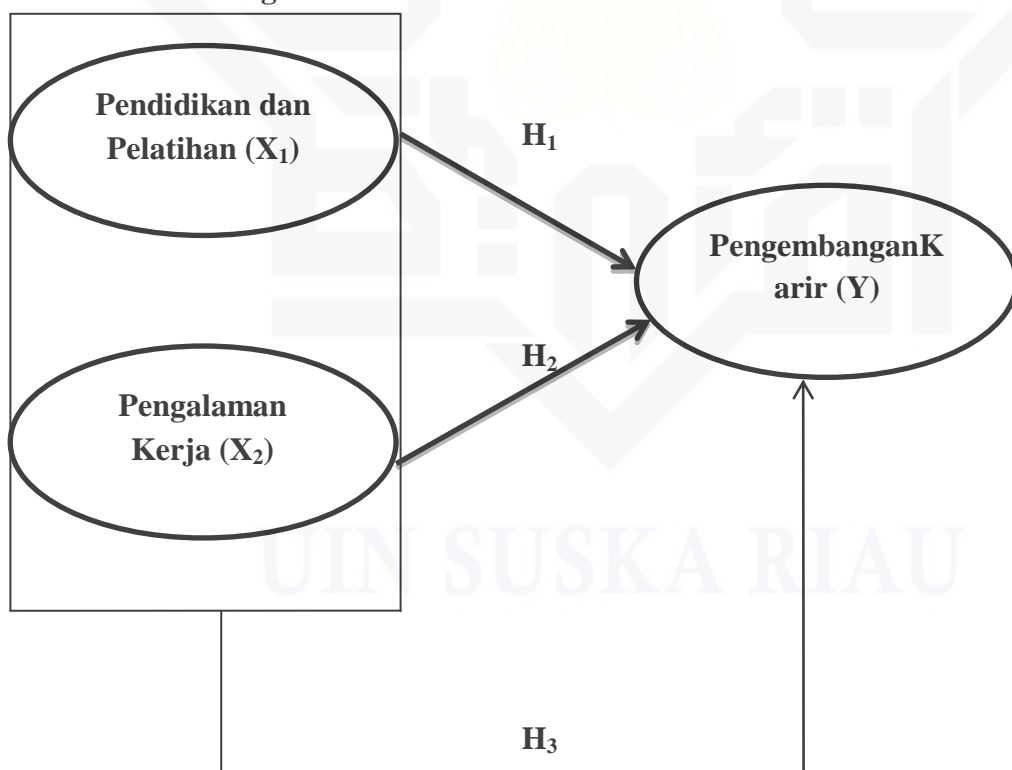 Pendidikan dan
Pelatihan (X₁)
H₁
PengembanganK
arir (Y)
H₂
Pengalaman
Kerja (X₂)
UIN SUSKA RIAU
H₃